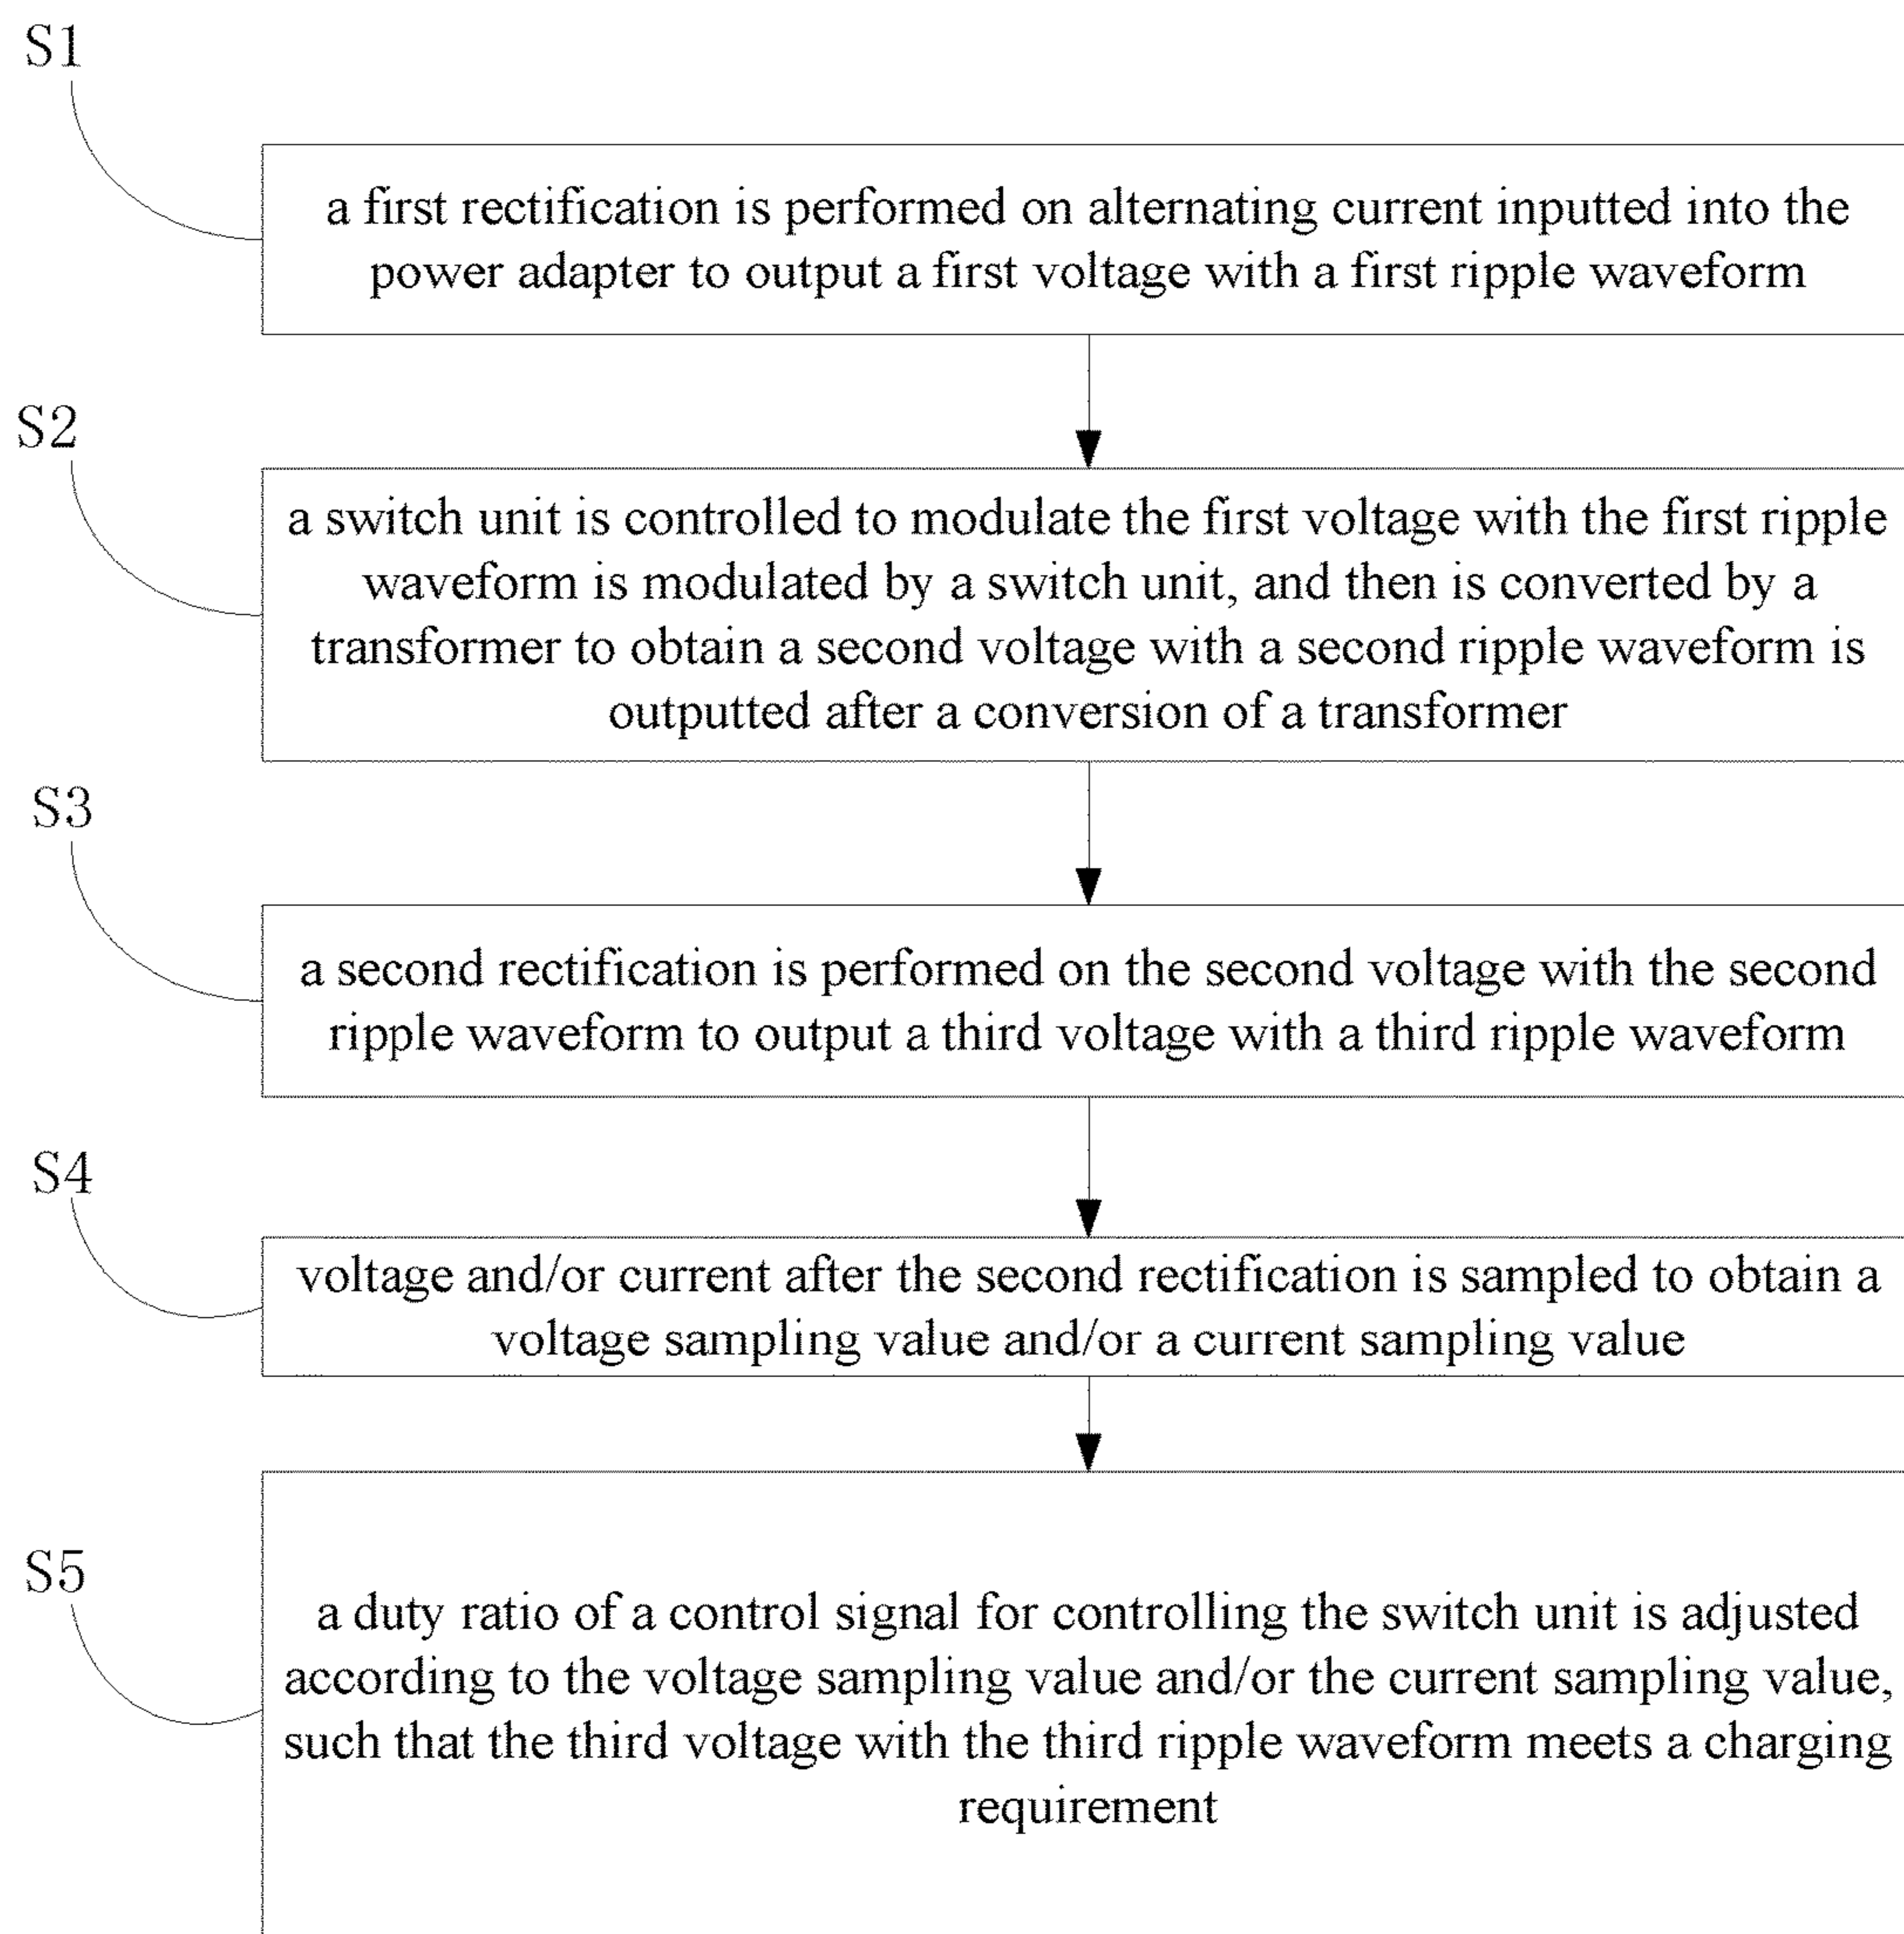 S1
a first rectification is performed on alternating current inputted into the
power adapter to output a first voltage with a first ripple waveform
S2
a switch unit is controlled to modulate the first voltage with the first ripple
waveform is modulated by a switch unit, and then is converted by a
transformer to obtain a second voltage with a second ripple waveform is
outputted after a conversion of a transformer
S3
a second rectification is performed on the second voltage with the second
ripple waveform to output a third voltage with a third ripple waveform
S4
voltage and/or current after the second rectification is sampled to obtain a
voltage sampling value and/or a current sampling value
S5
a duty ratio of a control signal for controlling the switch unit is adjusted
according to the voltage sampling value and/or the current sampling value,
such that the third voltage with the third ripple waveform meets a charging
requirement